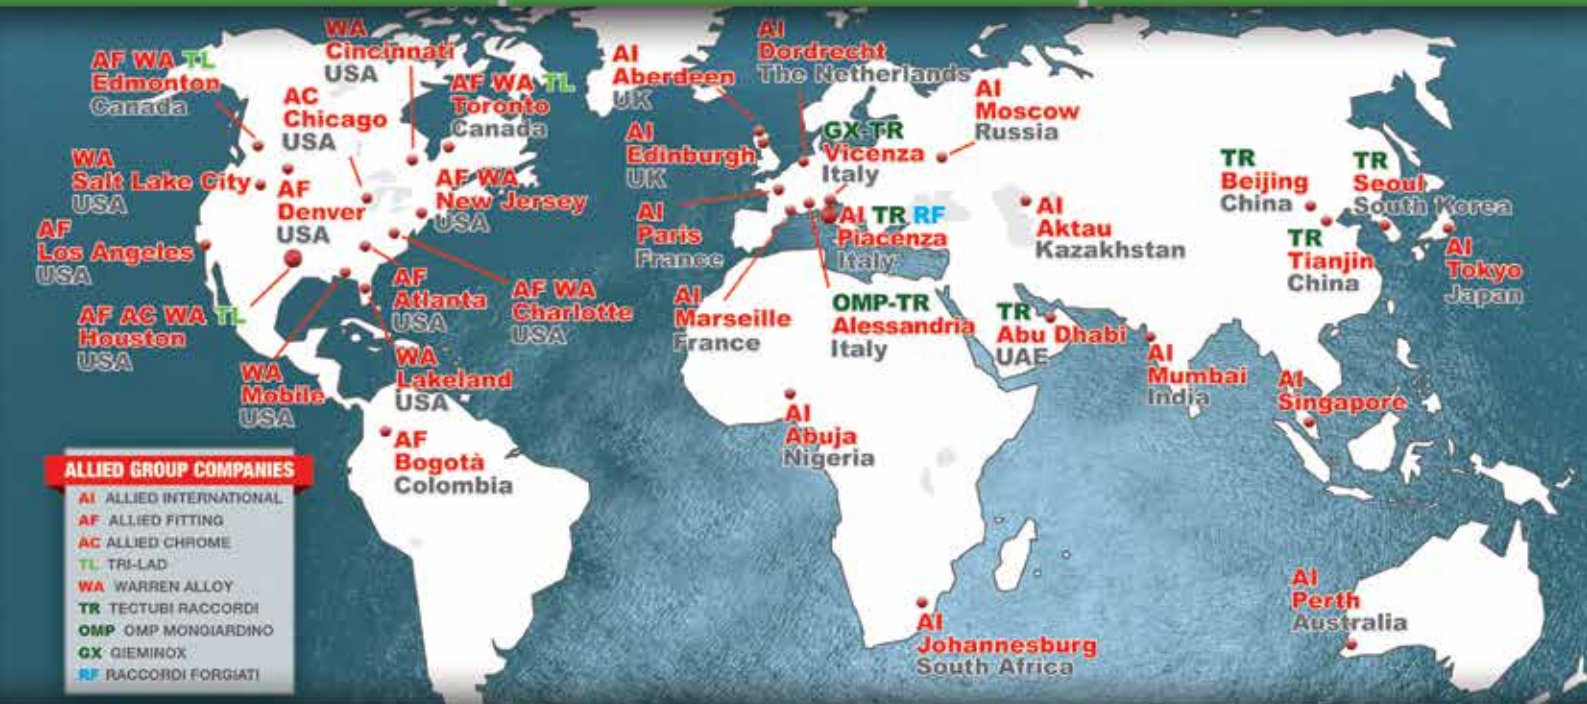 AF WA TL
Edmonton
Canada
WA
Cincinnati
USA
AF WA TL
Toronto
Canada
AC
Chicago
USA
WA
Salt Lake City
USA
AF
Denver
USA
AF WA
New Jersey
USA
AF
Los Angeles
USA
AF AC WA TL
Houston
USA
AF
Atlanta
USA
AF WA
Charlotte
USA
WA
Mobile
USA
WA
Lakeland
USA
AF
Bogotà
Colombia
AI
Aberdeen
UK
AI
Dordrecht
The Netherlands
AI
Edinburgh
UK
GX-TR
Vicenza
Italy
AI
Moscow
Russia
AI
Paris
France
AI TR RF
Piacenza
Italy
AI
Aktau
Kazakhstan
AI
Marseille
France
OMP-TR
Alessandria
Italy
TR
Abu Dhabi
UAE
AI
Mumbai
India
TR
Beijing
China
TR
Seoul
South Korea
TR
Tianjin
China
AI
Tokyo
Japan
AI
Singapore
AI
Abuja
Nigeria
AI
Johannesburg
South Africa
AI
Perth
Australia
ALLIED GROUP COMPANIES
AI ALLIED INTERNATIONAL
AF ALLIED FITTING
AC ALLIED CHROME
TL TRI-LAD
WA WARREN ALLOY
TR TECTUBI RACCORDI
OMP OMP MONGIARDINO
GX GIEMINOX
RF RACCORDI FORGIATI